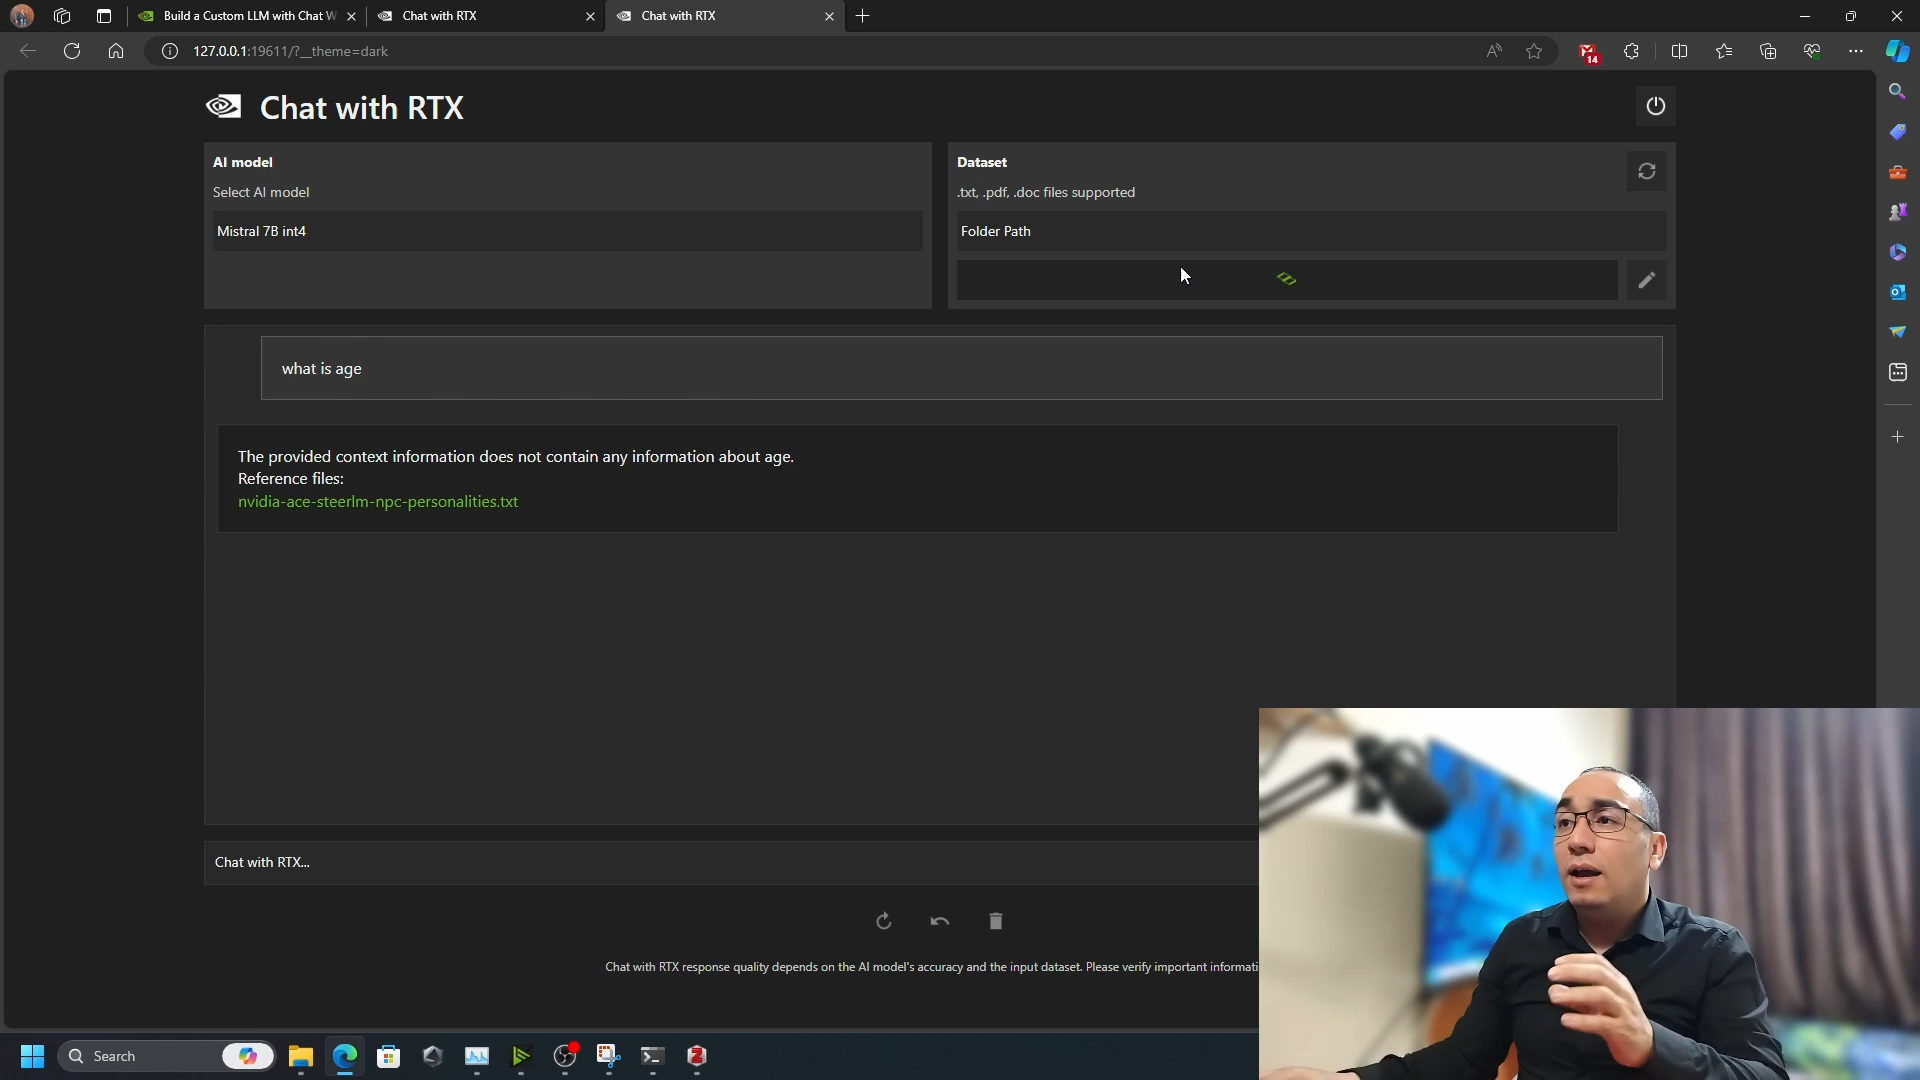 Build a Custom LLM with Chat W
Chat with RTX
Chat with RTX
127.0.0.1:19611/?__theme=dark
14
Chat with RTX
AI model
Select AI model
Mistral 7B int4
Dataset
.txt, .pdf, .doc files supported
Folder Path
what is age
The provided context information does not contain any information about age.
Reference files:
nvidia-ace-steerlm-npc-personalities.txt
Chat with RTX...
Chat with RTX response quality depends on the AI model's accuracy and the input dataset. Please verify important informati
Search